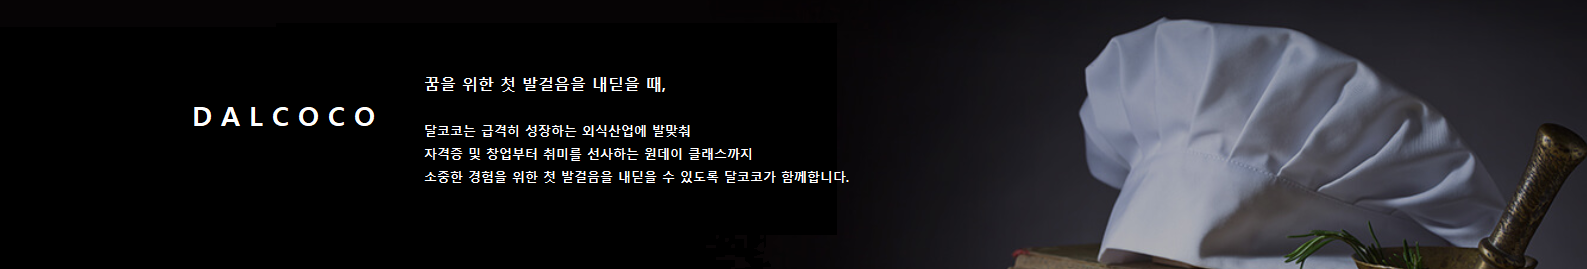 DALCOCO
꿈을 위한 첫 발걸음을 내딛을 때,
달코코는 급격히 성장하는 외식산업에 발맞춰
자격증 및 창업부터 취미를 선사하는 원데이 클래스까지
소중한 경험을 위한 첫 발걸음을 내딛을 수 있도록 달코코가 함께합니다.